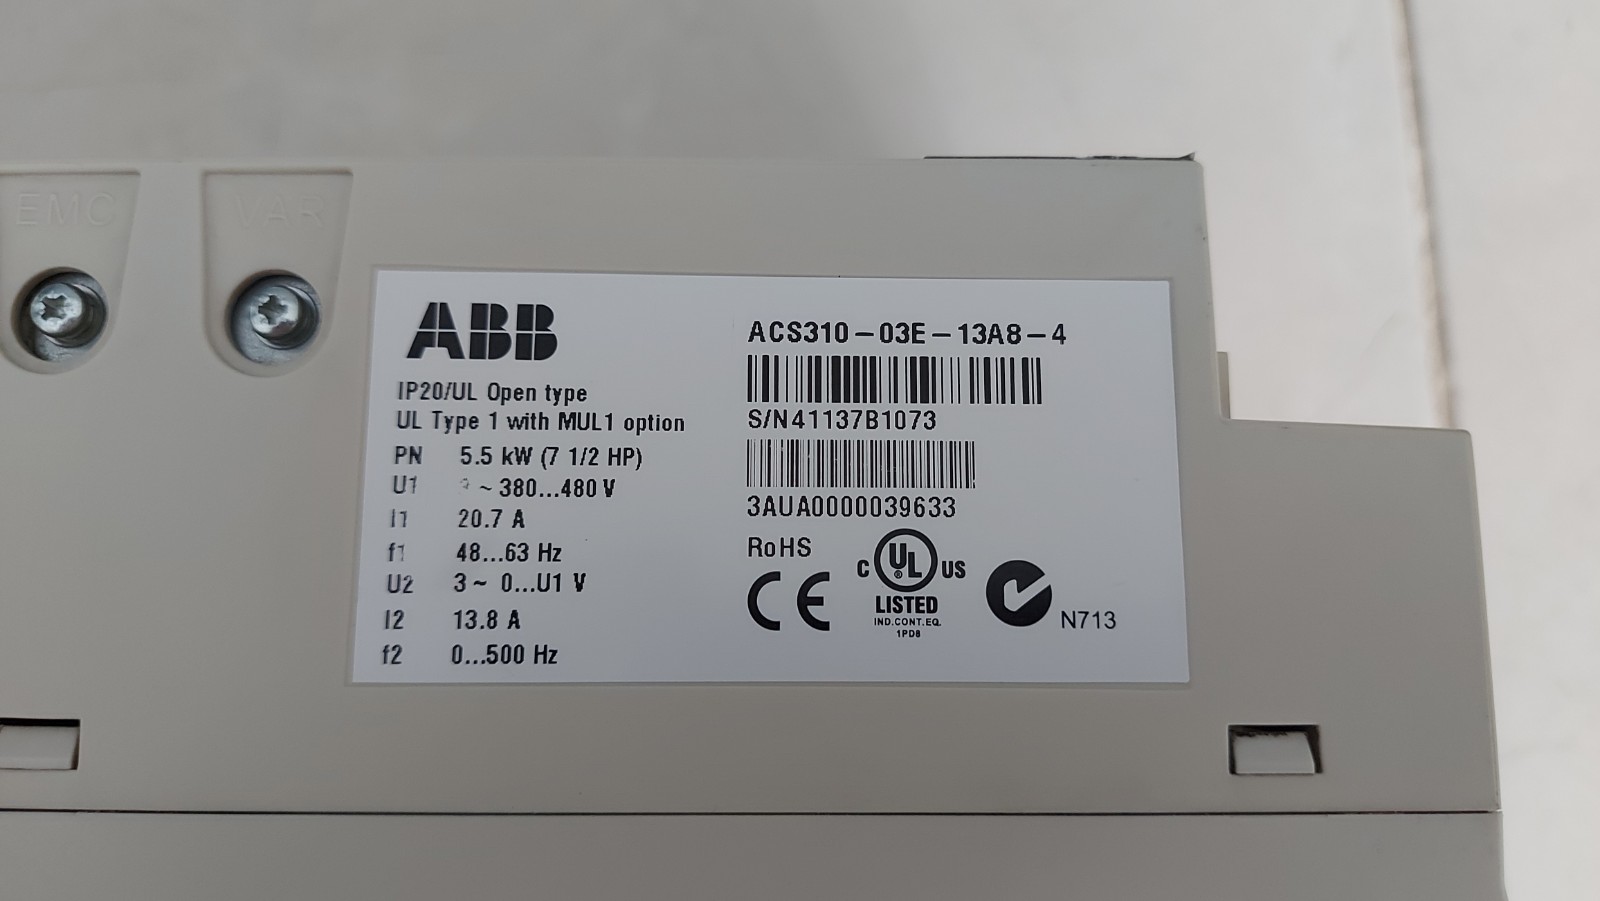 EMC
VAR
ABB
IP20/UL Open type
UL Type 1 with MUL1 option
PN 5.5 kW (7 1/2 HP)
U1 ~ 380...480 V
I1 20.7 A
f1 48...63 Hz
U2 3~ 0...U1 V
I2 13.8 A
f2 0...500 Hz
ACS310-03E-13A8-4
S/N41137B1073
3AUA0000039633
RoHS
CE
C UL ® US
LISTED
IND.CONT.EQ.
1PD8
N713